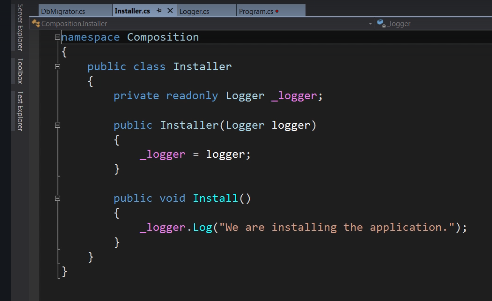 DbMigrator.cs Installer.cs Logger.cs Program.cs
Composition.Installer _logger
Server Explorer
Toolbox
Test Explorer
namespace Composition
{
public class Installer
{
private readonly Logger _logger;
public Installer(Logger logger)
{
_logger = logger;
}
public void Install()
{
_logger.Log("We are installing the application.");
}
}
}